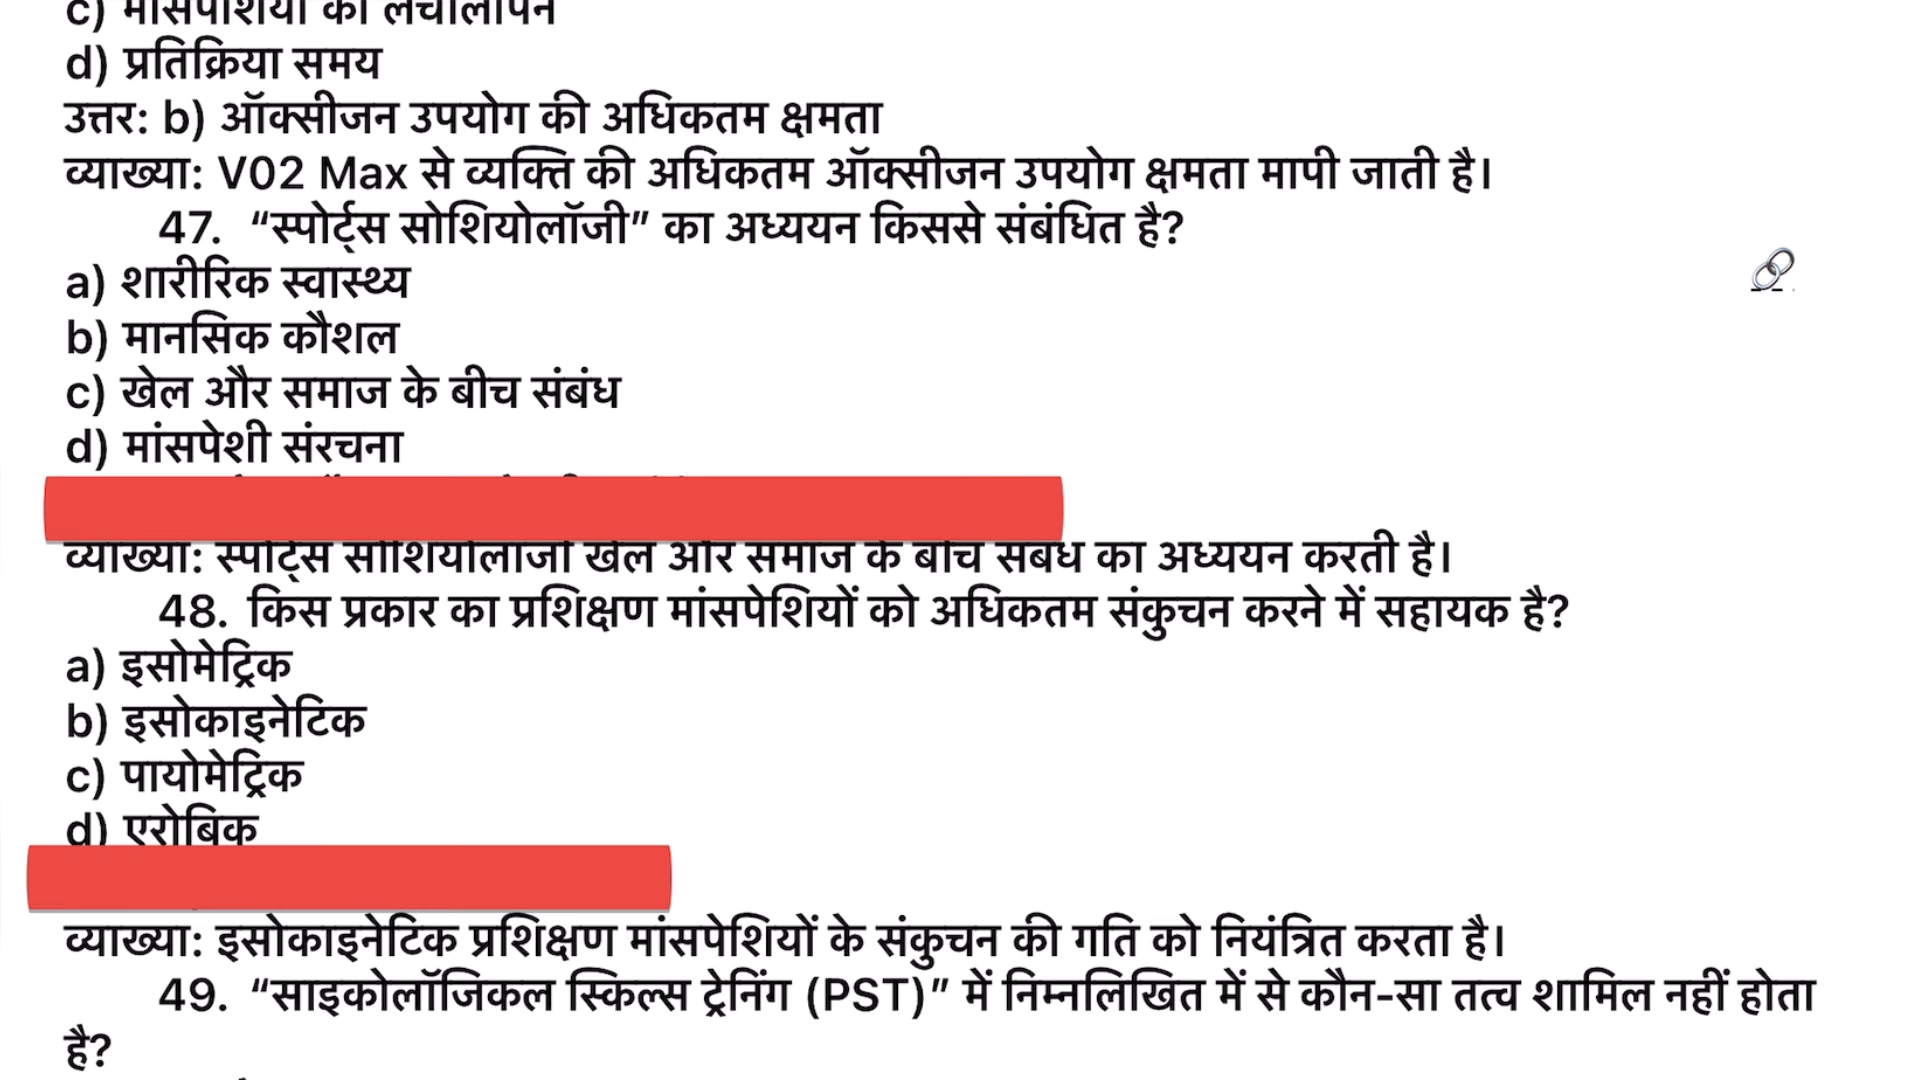 c) मांसपेशियों का लचीलापन
d) प्रतिक्रिया समय
उत्तर: b) ऑक्सीजन उपयोग की अधिकतम क्षमता
व्याख्या: V02 Max से व्यक्ति की अधिकतम ऑक्सीजन उपयोग क्षमता मापी जाती है।
47. “स्पोर्ट्स सोशियोलॉजी” का अध्ययन किससे संबंधित है?
a) शारीरिक स्वास्थ्य
b) मानसिक कौशल
c) खेल और समाज के बीच संबंध
d) मांसपेशी संरचना
व्याख्या: स्पोर्ट्स सोशियोलॉजी खेल और समाज के बीच संबंध का अध्ययन करती है।
48. किस प्रकार का प्रशिक्षण मांसपेशियों को अधिकतम संकुचन करने में सहायक है?
a) इसोमेट्रिक
b) इसोकाइनेटिक
c) पायोमेट्रिक
d) एरोबिक
व्याख्या: इसोकाइनेटिक प्रशिक्षण मांसपेशियों के संकुचन की गति को नियंत्रित करता है।
49. “साइकोलॉजिकल स्किल्स ट्रेनिंग (PST)” में निम्नलिखित में से कौन-सा तत्व शामिल नहीं होता
है?